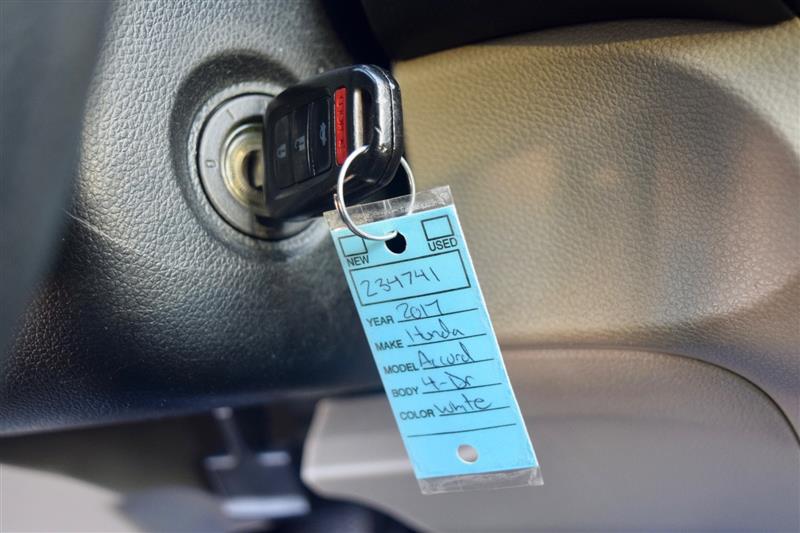 NEW USED
234741
YEAR 2017
MAKE Honda
MODEL Accord
BODY 4-Dr
COLOR White